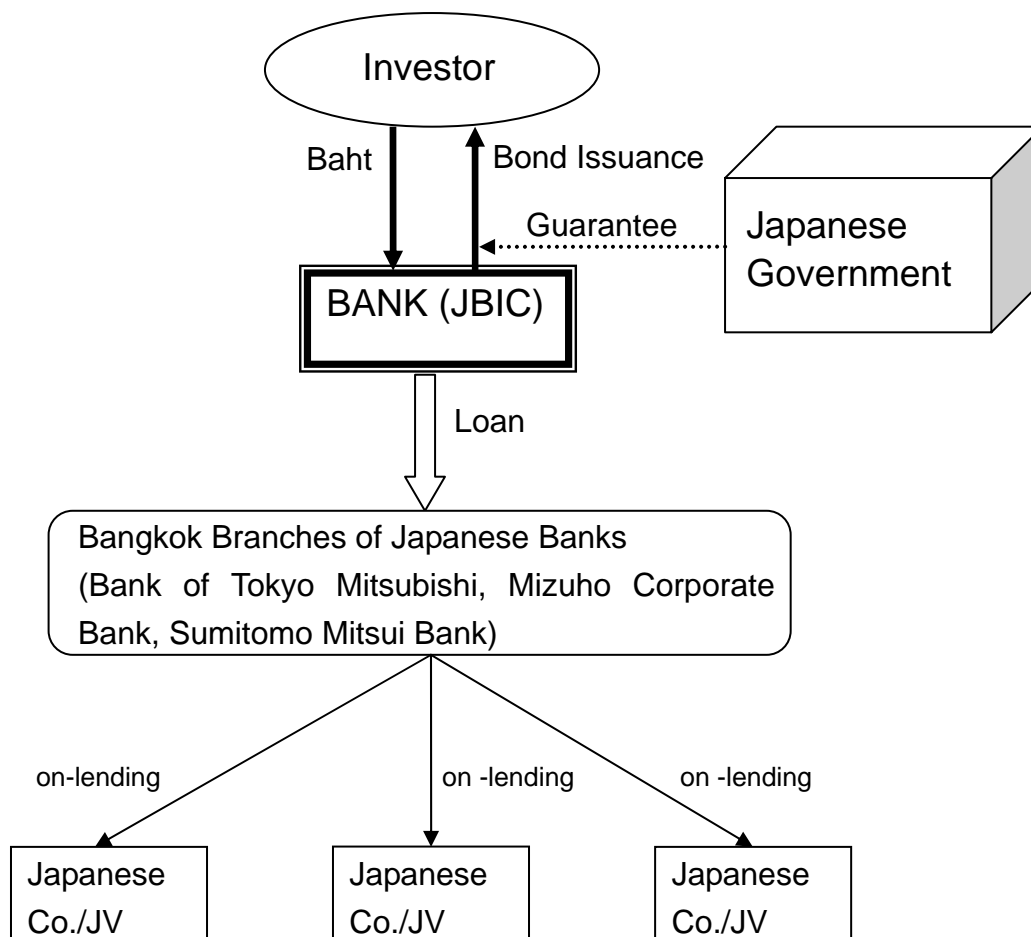 Investor
Baht
Bond Issuance
Guarantee
Japanese
Government
BANK (JBIC)
Loan
Bangkok Branches of Japanese Banks
(Bank of Tokyo Mitsubishi, Mizuho Corporate
Bank, Sumitomo Mitsui Bank)
on-lending
on -lending
on -lending
Japanese
Co./JV
Japanese
Co./JV
Japanese
Co./JV